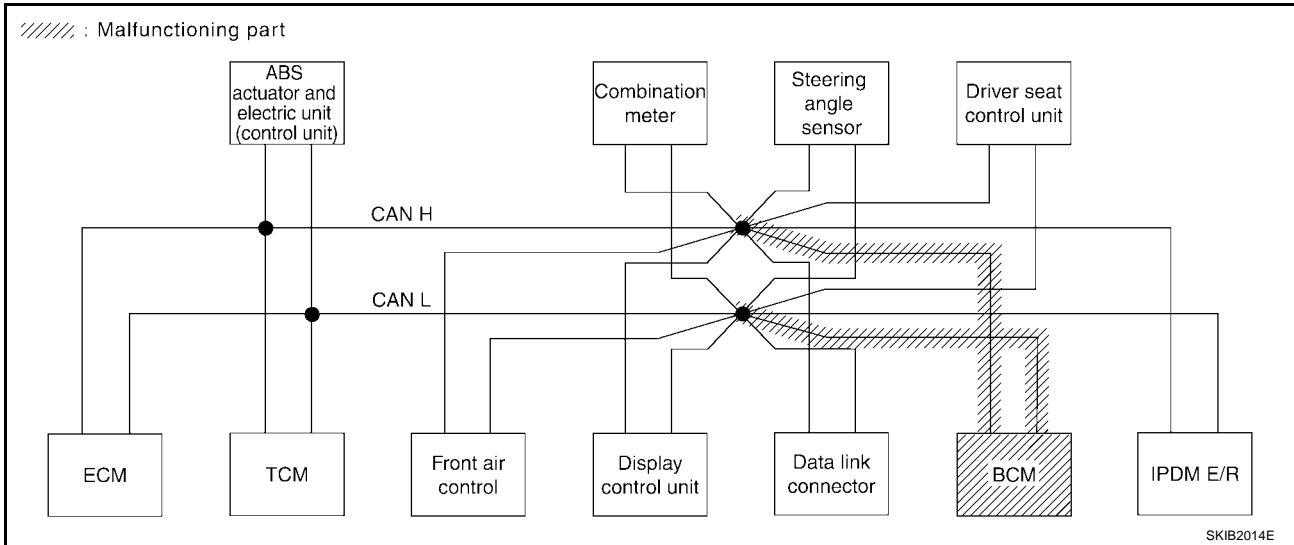 : Malfunctioning part
ABS
actuator and
electric unit
(control unit)
Combination
meter
Steering
angle
sensor
Driver seat
control unit
CAN H
CAN L
ECM
TCM
Front air
control
Display
control unit
Data link
connector
BCM
IPDM E/R
SKIB2014E